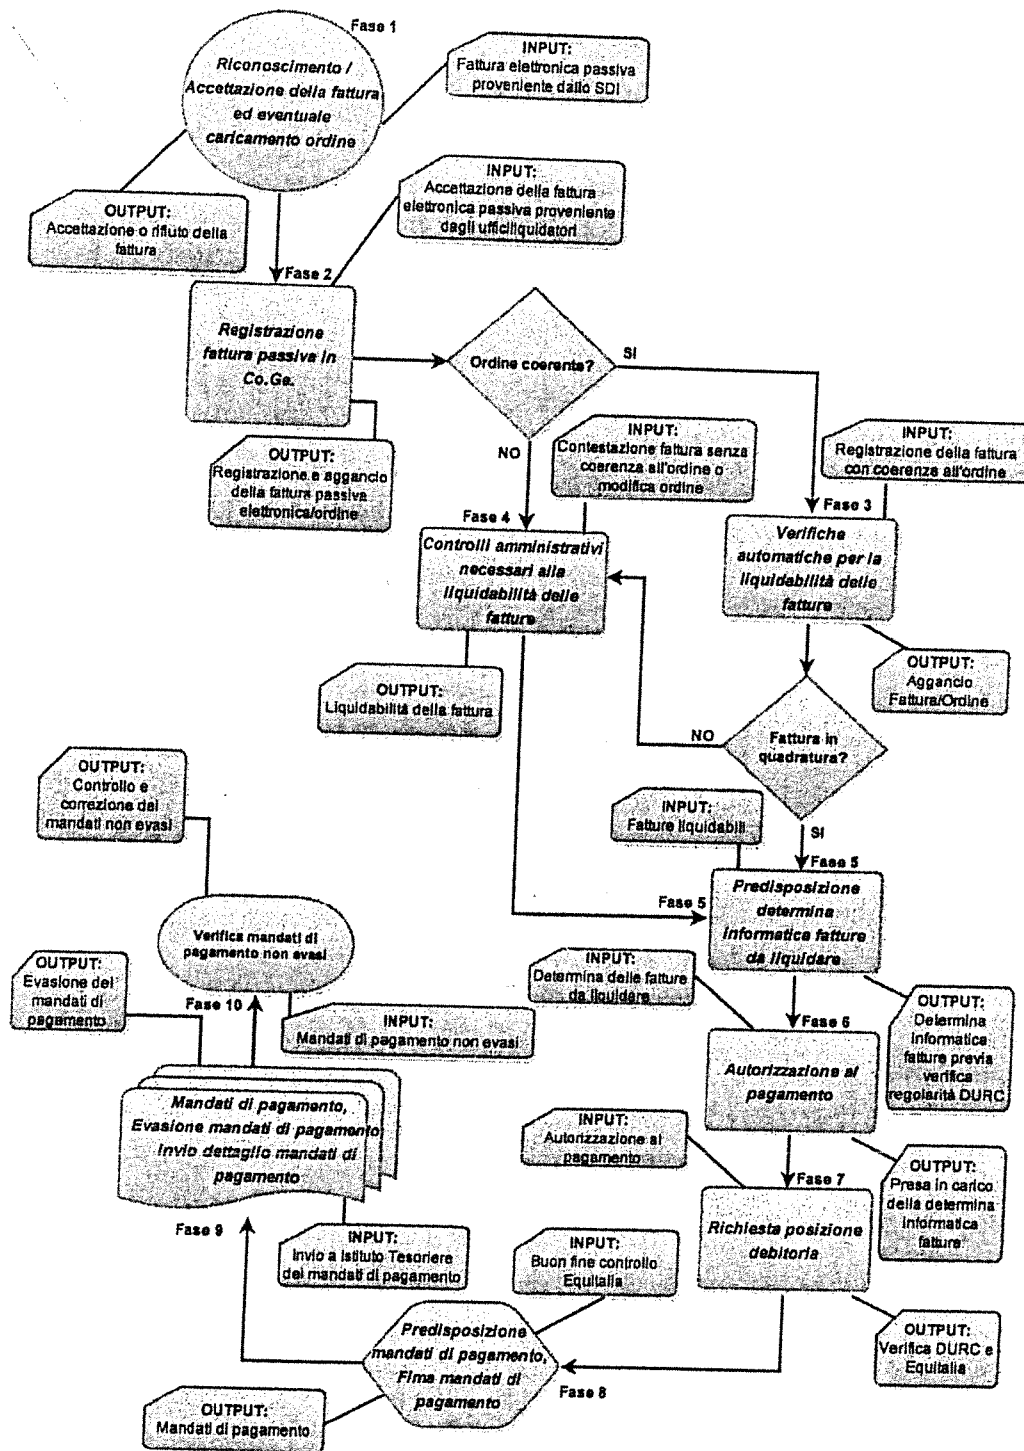 Fase 1
Riconoscimento /
Accettazione della fattura
ed eventuale
caricamento ordine
INPUT:
Fattura elettronica passiva
proveniente dallo SDI
OUTPUT:
Accettazione o rifiuto della
fattura
INPUT:
Accettazione della fattura
elettronica passiva proveniente
dagli ufficiliquidatori
Fase 2
Registrazione
fattura passiva in
Co.Ge.
Ordine coerente?
SI
NO
OUTPUT:
Registrazione e aggancio
della fattura passiva
elettronica/ordine
INPUT:
Contestazione fattura senza
coerenza all'ordine o
modifica ordine
INPUT:
Registrazione della fattura
con coerenza all'ordine
Fase 4
Controlli amministrativi
necessari alla
liquidabilità delle
fatture
Fase 3
Verifiche
automatiche per la
liquidabilità delle
fatture
OUTPUT:
Liquidabilità della fattura
OUTPUT:
Aggancio
Fattura/Ordine
NO
Fattura in
quadratura?
SI
OUTPUT:
Controllo e
correzione dei
mandati non evasi
INPUT:
Fatture liquidabili
Fase 5
Fase 5
Predisposizione
determina
informatica fatture
da liquidare
Verifica mandati di
pagamento non evasi
OUTPUT:
Evasione dei
mandati di
pagamento
Fase 10
INPUT:
Mandati di pagamento non evasi
INPUT:
Determina delle fatture
da liquidare
OUTPUT:
Determina
informatica
fatture previa
verifica
regolarità DURC
Fase 6
Autorizzazione al
pagamento
Mandati di pagamento,
Evasione mandati di pagamento
Invio dettaglio mandati di
pagamento
INPUT:
Autorizzazione al
pagamento
OUTPUT:
Presa in carico
della determina
informatica
fatture
Fase 7
Richiesta posizione
debitoria
Fase 9
INPUT:
Invio a Istituto Tesoriere
dei mandati di pagamento
INPUT:
Buon fine controllo
Equitalia
OUTPUT:
Verifica DURC e
Equitalia
Predisposizione
mandati di pagamento,
Fima mandati di
pagamento
Fase 8
OUTPUT:
Mandati di pagamento